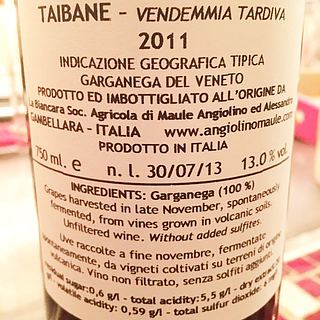 TAIBANE - VENDEMMIA TARDIVA
2011
INDICAZIONE GEOGRAFICA TIPICA
GARGANEGA DEL VENETO
PRODOTTO ED IMBOTTIGLIATO ALL'ORIGINE DA
La Biancara Soc. Agricola di Maule Angiolino ed Alessandra
GAMBELLARA - ITALIA www.angiolinomaule.com
PRODOTTO IN ITALIA
750 ml. e n. l. 30/07/13 13.0% vol.
INGREDIENTS: Garganega (100 %)
Grapes harvested in late November, spontaneously
fermented, from vines grown in volcanic soils.
Unfiltered wine. Without added sulfites.
Uve raccolte a fine novembre, fermentate
spontaneamente, da vigneti coltivati su terreni di origine
vulcanica. Vino non filtrato, senza solfiti aggiunti.
sugar:0,6 g/l - total acidity:5,5 g/l - dry
- volatile acidity: 0,59 g/l - total sulfur dioxide: